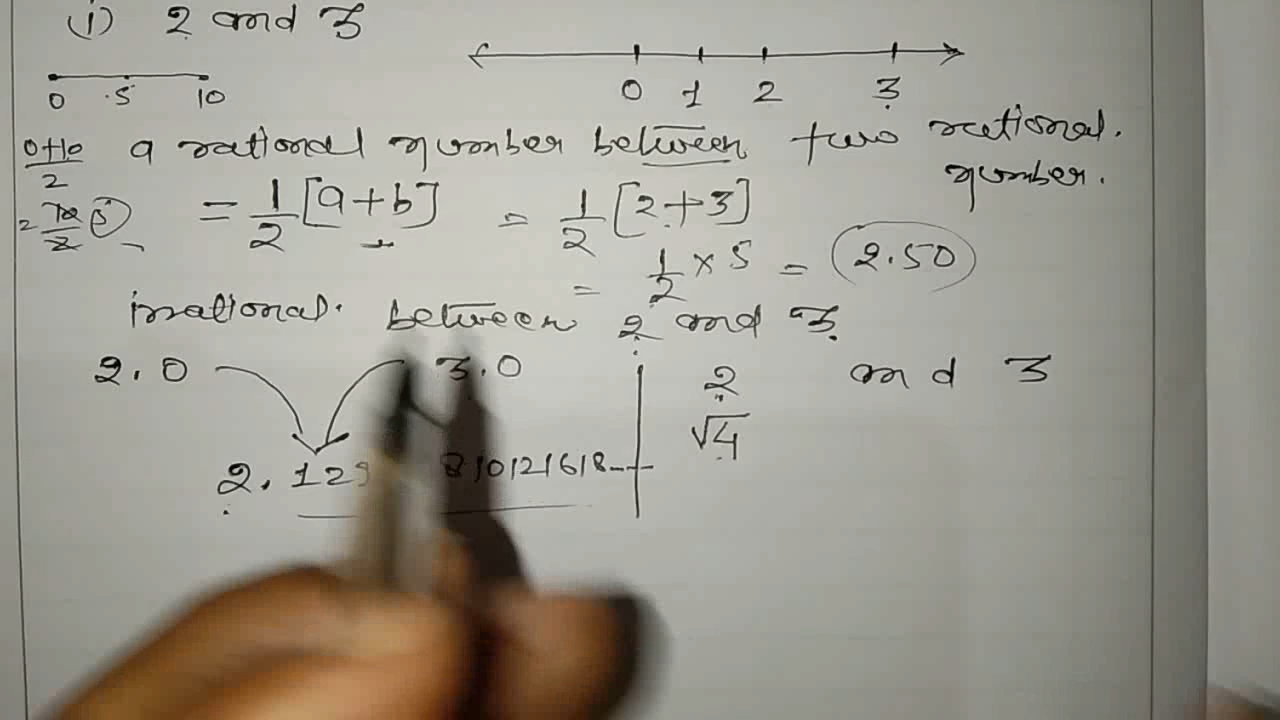 (i) 2 and 3
0 1 2 3
0 .5 10
0+10/2 a rational number between two rational.
number.
= 1/2 [a+b] = 1/2 [2+3]
= 1/2 × 5 = 2.50
irrational. between 2 and 3
2.0 3.0
2 and 3
√4
2.12